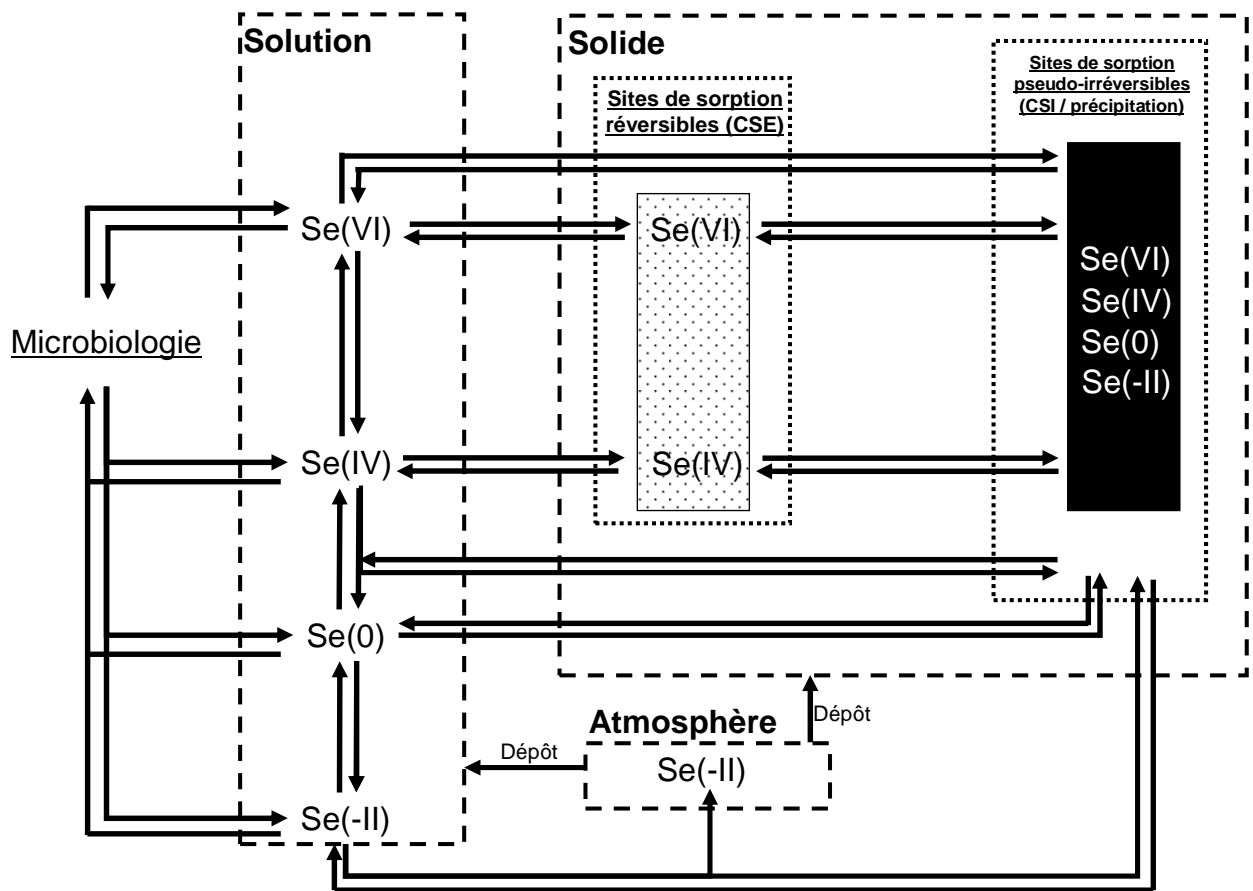 Solution
Solide
Sites de sorption
pseudo-irréversibles
(CSI / précipitation)
Sites de sorption
réversibles (CSE)
Se(VI)
Se(VI)
Se(VI)
Se(IV)
Se(0)
Se(-II)
Microbiologie
Se(IV)
Se(IV)
Se(0)
Atmosphère
Dépôt
Dépôt
Se(-II)
Se(-II)